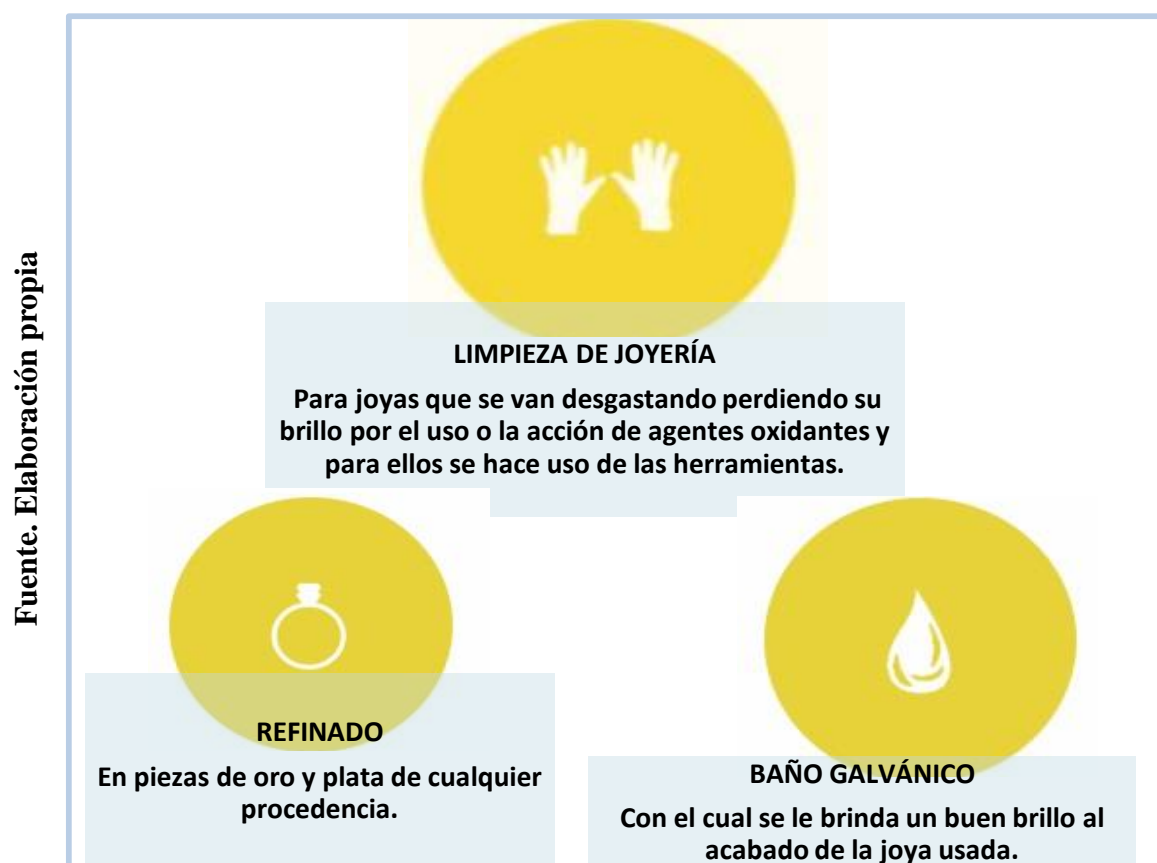 Fuente. Elaboración propia
LIMPIEZA DE JOYERÍA
Para joyas que se van desgastando perdiendo su
brillo por el uso o la acción de agentes oxidantes y
para ellos se hace uso de las herramientas.
REFINADO
En piezas de oro y plata de cualquier
procedencia.
BAÑO GALVÁNICO
Con el cual se le brinda un buen brillo al
acabado de la joya usada.